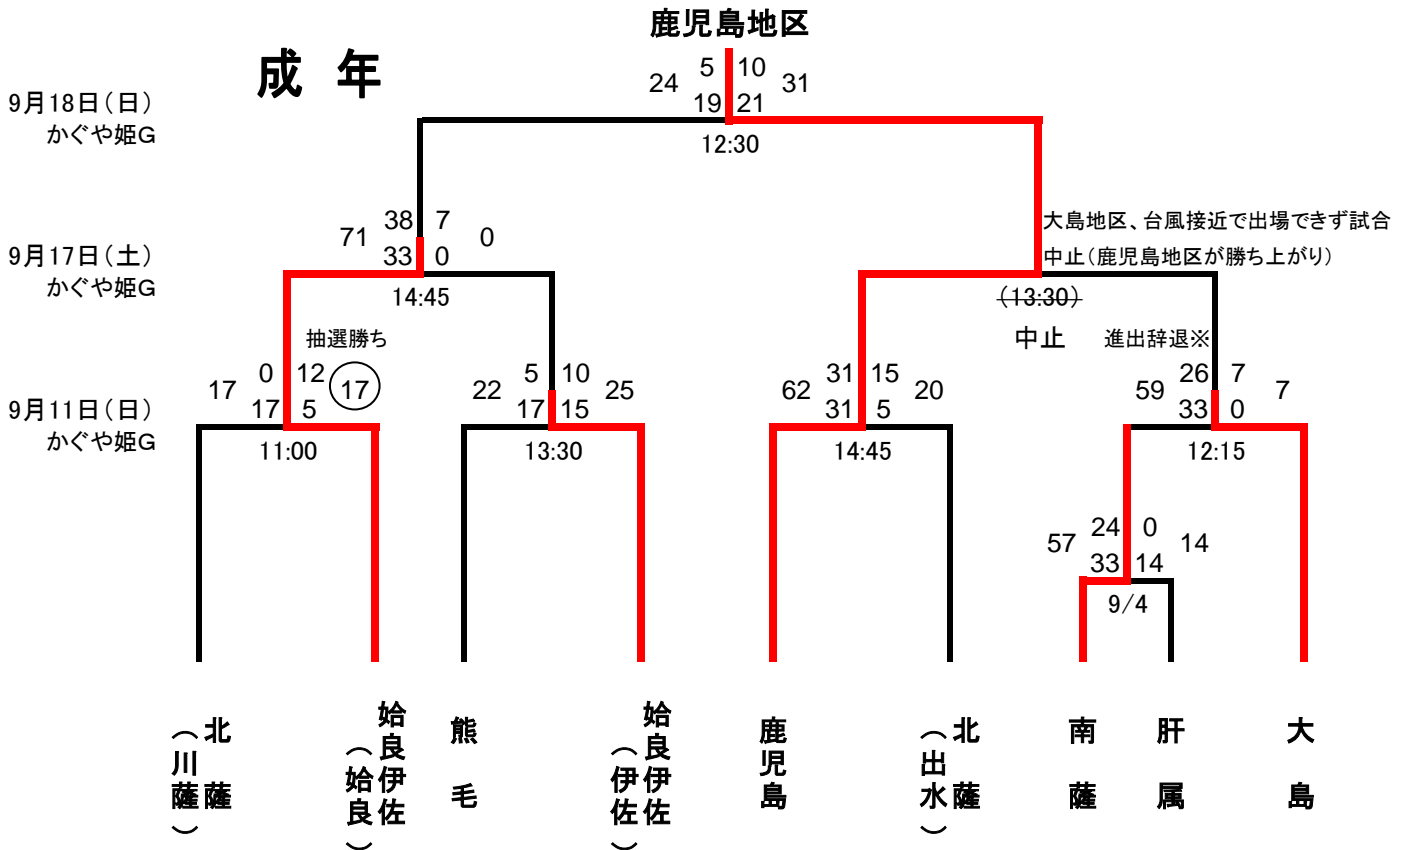 鹿児島地区
成 年
5 10
24 31
19 21
9月18日（日）
かぐや姫G
12:30
38 7
71 0
33 0
大島地区、台風接近で出場できず試合
中止（鹿児島地区が勝ち上がり）
9月17日（土）
かぐや姫G
14:45
（13:30）
抽選勝ち
中止
進出辞退※
0 12
17 17
17 5
5 10
22 25
17 15
31 15
62 20
31 5
26 7
59 7
33 0
9月11日（日）
かぐや姫G
11:00
13:30
14:45
12:15
24 0
57 14
33 14
9/4
北薩
（川薩）
姶良伊佐
（姶良）
熊毛
姶良伊佐
（伊佐）
鹿児島
北薩
（出水）
南薩
肝属
大島